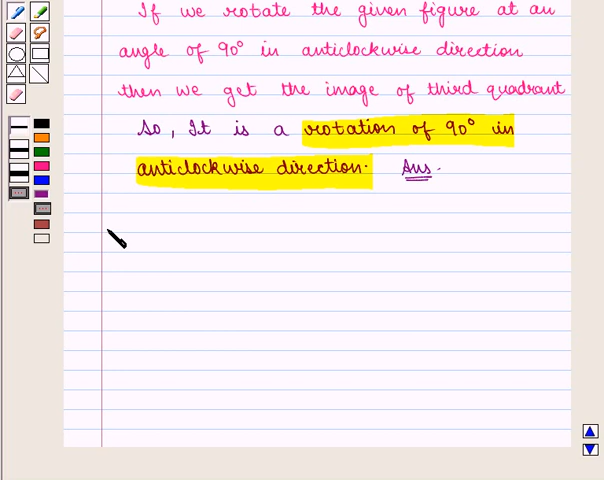 If we rotate the given figure at an
angle of 90° in anticlockwise direction
then we get the image of third quadrant
So, It is a rotation of 90° in
anticlockwise direction. Ans.